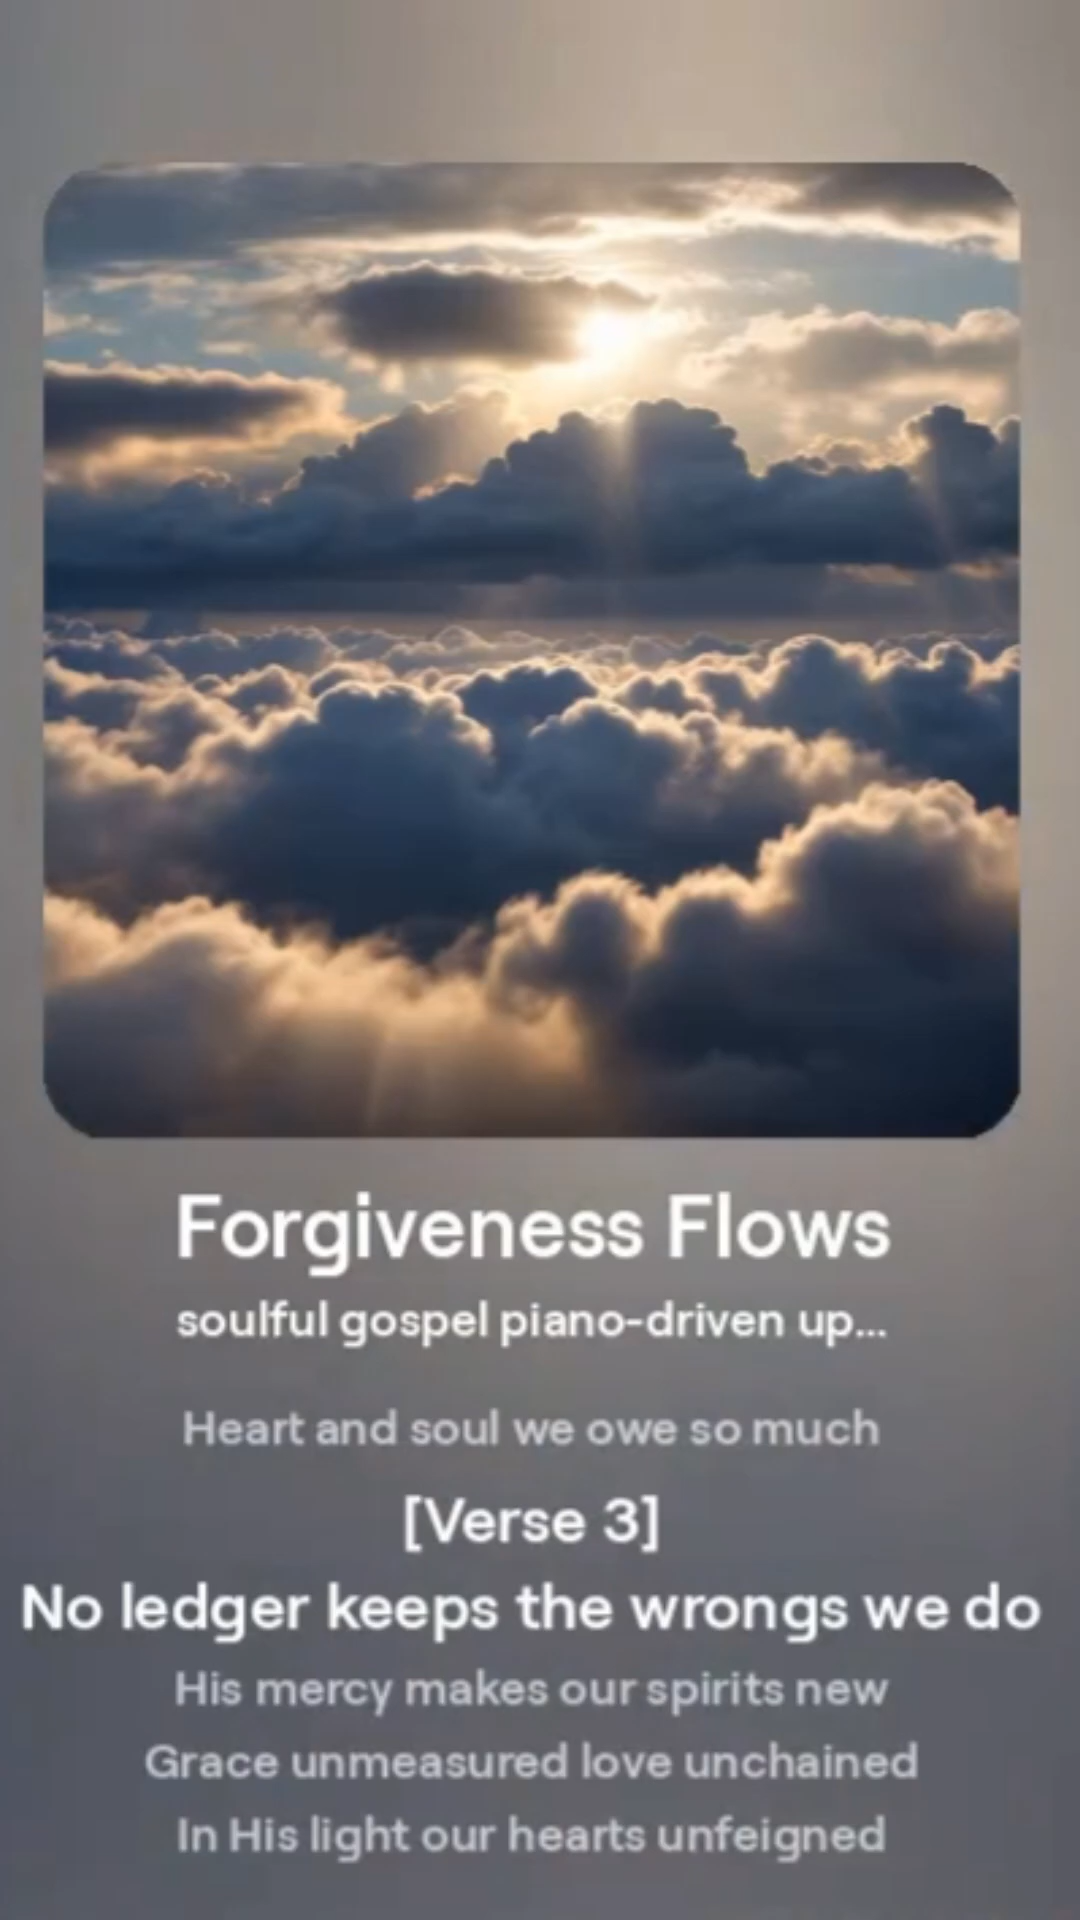 Forgiveness Flows
soulful gospel piano-driven up...
Heart and soul we owe so much
[Verse 3]
No ledger keeps the wrongs we do
His mercy makes our spirits new
Grace unmeasured love unchained
In His light our hearts unfeigned